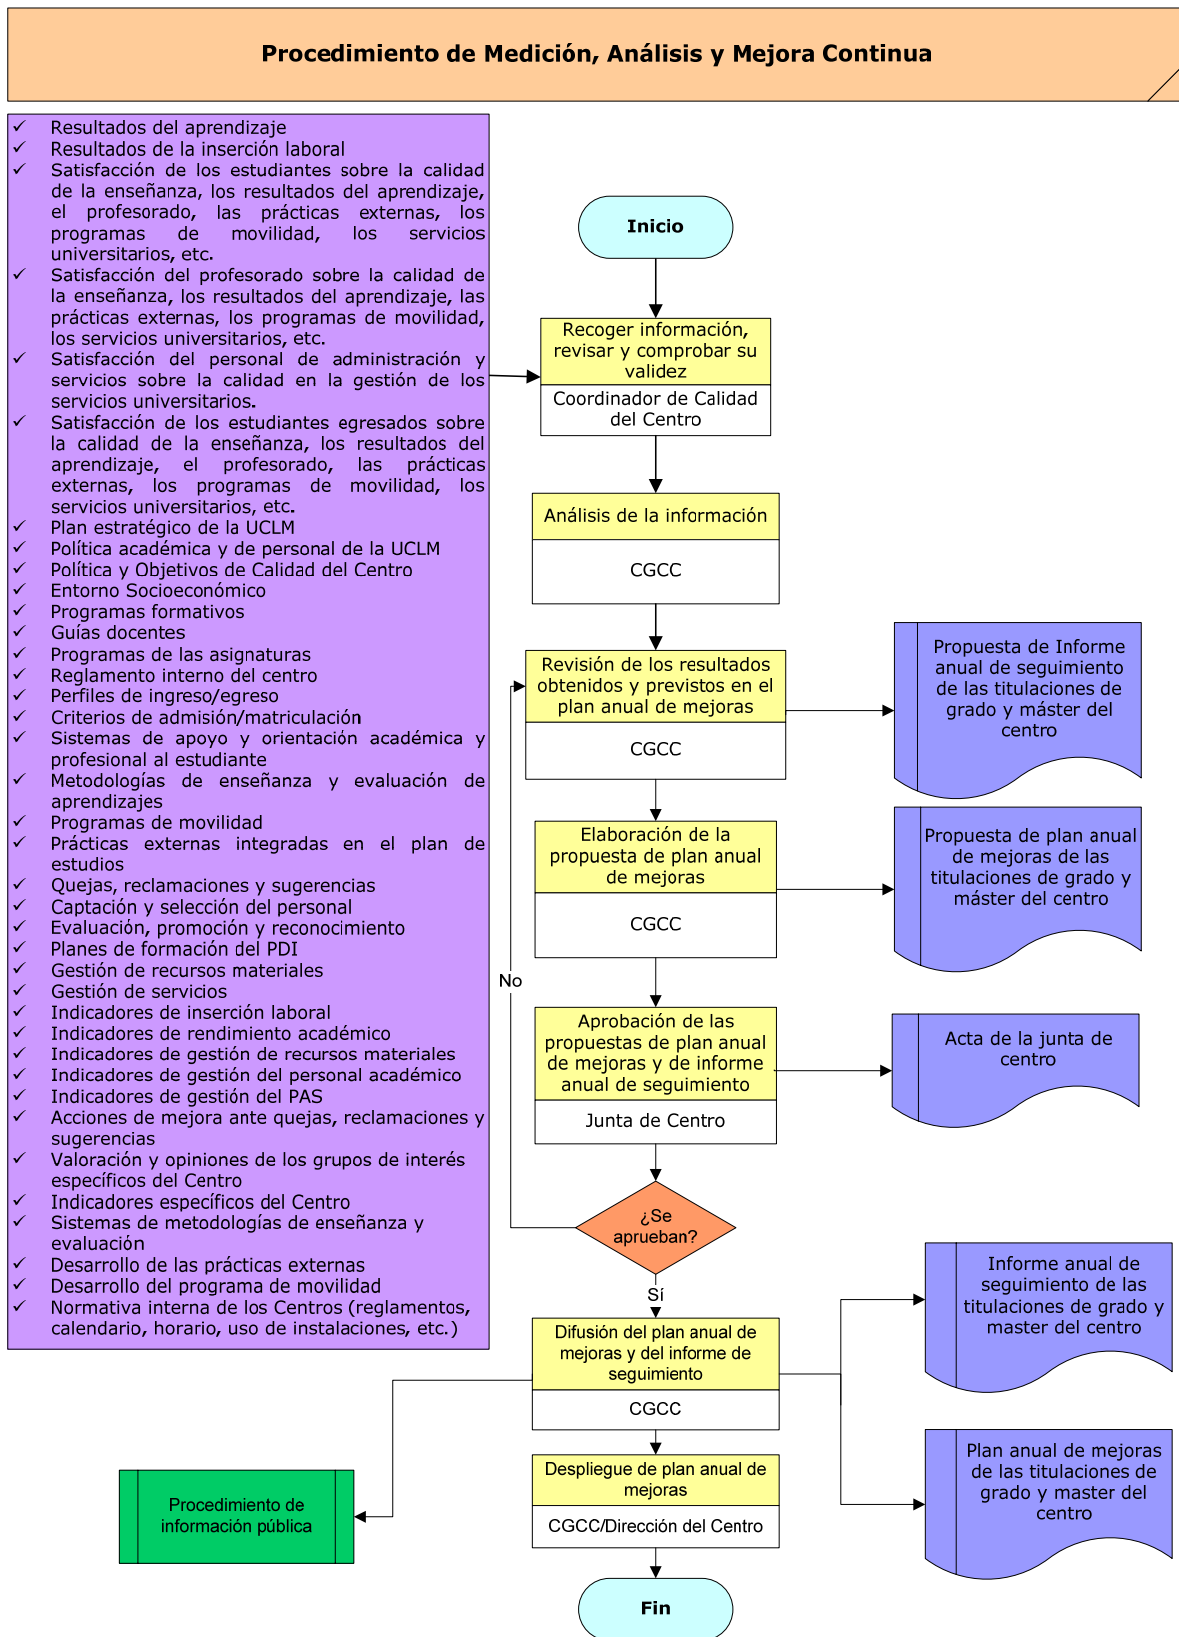 Procedimiento de Medición, Análisis y Mejora Continua
✓ Resultados del aprendizaje
✓ Resultados de la inserción laboral
✓ Satisfacción de los estudiantes sobre la calidad
de la enseñanza, los resultados del aprendizaje,
el profesorado, las prácticas externas, los
programas de movilidad, los servicios
universitarios, etc.
✓ Satisfacción del profesorado sobre la calidad de
la enseñanza, los resultados del aprendizaje, las
prácticas externas, los programas de movilidad,
los servicios universitarios, etc.
✓ Satisfacción del personal de administración y
servicios sobre la calidad en la gestión de los
servicios universitarios.
✓ Satisfacción de los estudiantes egresados sobre
la calidad de la enseñanza, los resultados del
aprendizaje, el profesorado, las prácticas
externas, los programas de movilidad, los
servicios universitarios, etc.
✓ Plan estratégico de la UCLM
✓ Política académica y de personal de la UCLM
✓ Política y Objetivos de Calidad del Centro
✓ Entorno Socioeconómico
✓ Programas formativos
✓ Guías docentes
✓ Programas de las asignaturas
✓ Reglamento interno del centro
✓ Perfiles de ingreso/egreso
✓ Criterios de admisión/matriculación
✓ Sistemas de apoyo y orientación académica y
profesional al estudiante
✓ Metodologías de enseñanza y evaluación de
aprendizajes
✓ Programas de movilidad
✓ Prácticas externas integradas en el plan de
estudios
✓ Quejas, reclamaciones y sugerencias
✓ Captación y selección del personal
✓ Evaluación, promoción y reconocimiento
✓ Planes de formación del PDI
✓ Gestión de recursos materiales
✓ Gestión de servicios
✓ Indicadores de inserción laboral
✓ Indicadores de rendimiento académico
✓ Indicadores de gestión de recursos materiales
✓ Indicadores de gestión del personal académico
✓ Indicadores de gestión del PAS
✓ Acciones de mejora ante quejas, reclamaciones y
sugerencias
✓ Valoración y opiniones de los grupos de interés
específicos del Centro
✓ Indicadores específicos del Centro
✓ Sistemas de metodologías de enseñanza y
evaluación
✓ Desarrollo de las prácticas externas
✓ Desarrollo del programa de movilidad
✓ Normativa interna de los Centros (reglamentos,
calendario, horario, uso de instalaciones, etc.)
Inicio
Recoger información,
revisar y comprobar su
validez
Coordinador de Calidad
del Centro
Análisis de la información
CGCC
Revisión de los resultados
obtenidos y previstos en el
plan anual de mejoras
CGCC
Propuesta de Informe
anual de seguimiento
de las titulaciones de
grado y máster del
centro
Elaboración de la
propuesta de plan anual
de mejoras
CGCC
Propuesta de plan anual
de mejoras de las
titulaciones de grado y
máster del centro
No
Aprobación de las
propuestas de plan anual
de mejoras y de informe
anual de seguimiento
Junta de Centro
Acta de la junta de
centro
¿Se
aprueban?
Sí
Difusión del plan anual de
mejoras y del informe de
seguimiento
CGCC
Informe anual de
seguimiento de las
titulaciones de grado y
master del centro
Plan anual de mejoras
de las titulaciones de
grado y master del
centro
Procedimiento de
información pública
Despliegue de plan anual de
mejoras
CGCC/Dirección del Centro
Fin